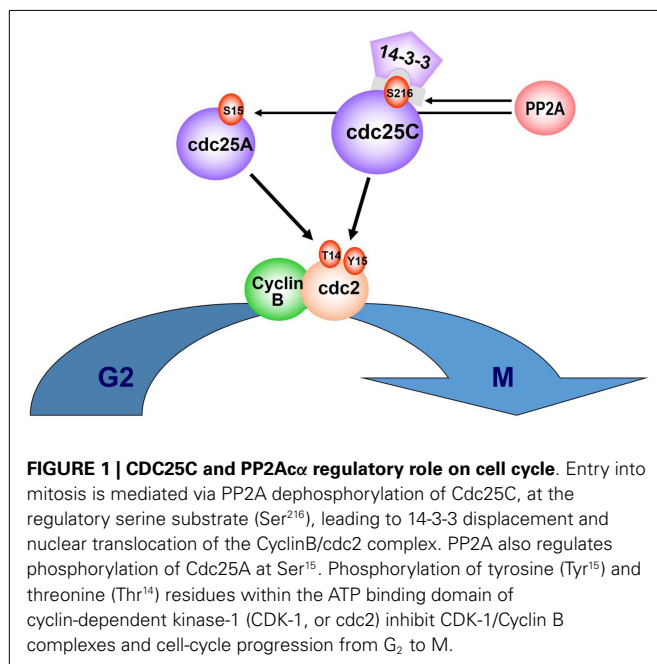 14-3-3
S216
PP2A
S15
cdc25C
cdc25A
T14
Y15
Cyclin
B
cdc2
G2
M
FIGURE 1 | CDC25C and PP2Acα regulatory role on cell cycle. Entry into
mitosis is mediated via PP2A dephosphorylation of Cdc25C, at the
regulatory serine substrate (Ser²¹⁶), leading to 14-3-3 displacement and
nuclear translocation of the CyclinB/cdc2 complex. PP2A also regulates
phosphorylation of Cdc25A at Ser¹⁵. Phosphorylation of tyrosine (Tyr¹⁵) and
threonine (Thr¹⁴) residues within the ATP binding domain of
cyclin-dependent kinase-1 (CDK-1, or cdc2) inhibit CDK-1/Cyclin B
complexes and cell-cycle progression from G₂ to M.